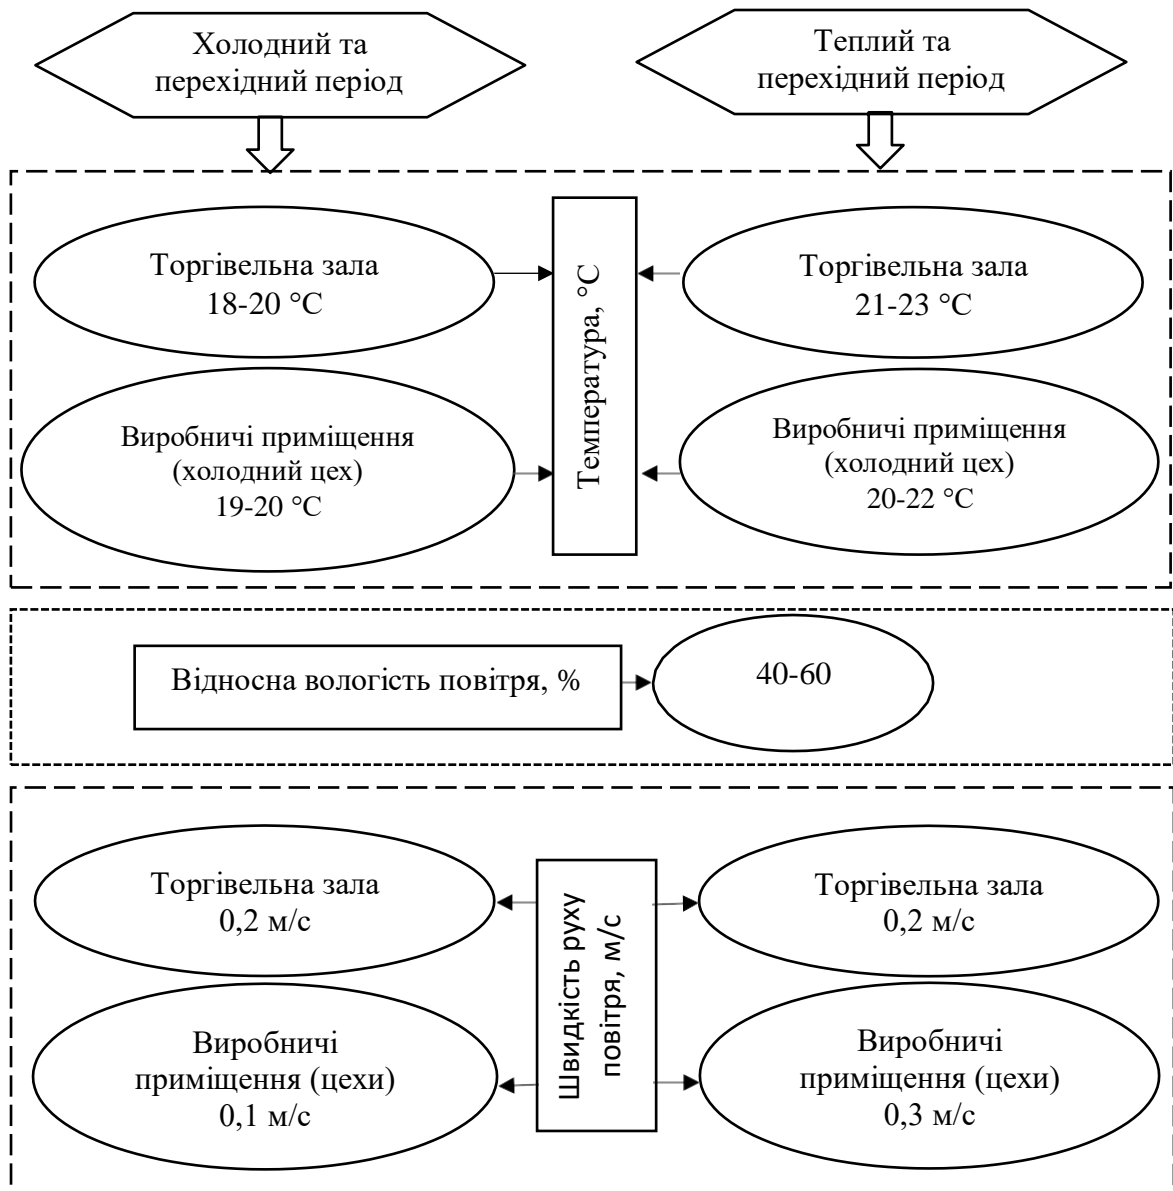 Холодний та
перехідний період
Теплий та
перехідний період
Торгівельна зала
18-20 °С
Температура, °С
Торгівельна зала
21-23 °С
Виробничі приміщення
(холодний цех)
19-20 °С
Виробничі приміщення
(холодний цех)
20-22 °С
Відносна вологість повітря, %
40-60
Торгівельна зала
0,2 м/с
Швидкість руху
повітря, м/с
Торгівельна зала
0,2 м/с
Виробничі
приміщення (цехи)
0,1 м/с
Виробничі
приміщення (цехи)
0,3 м/с